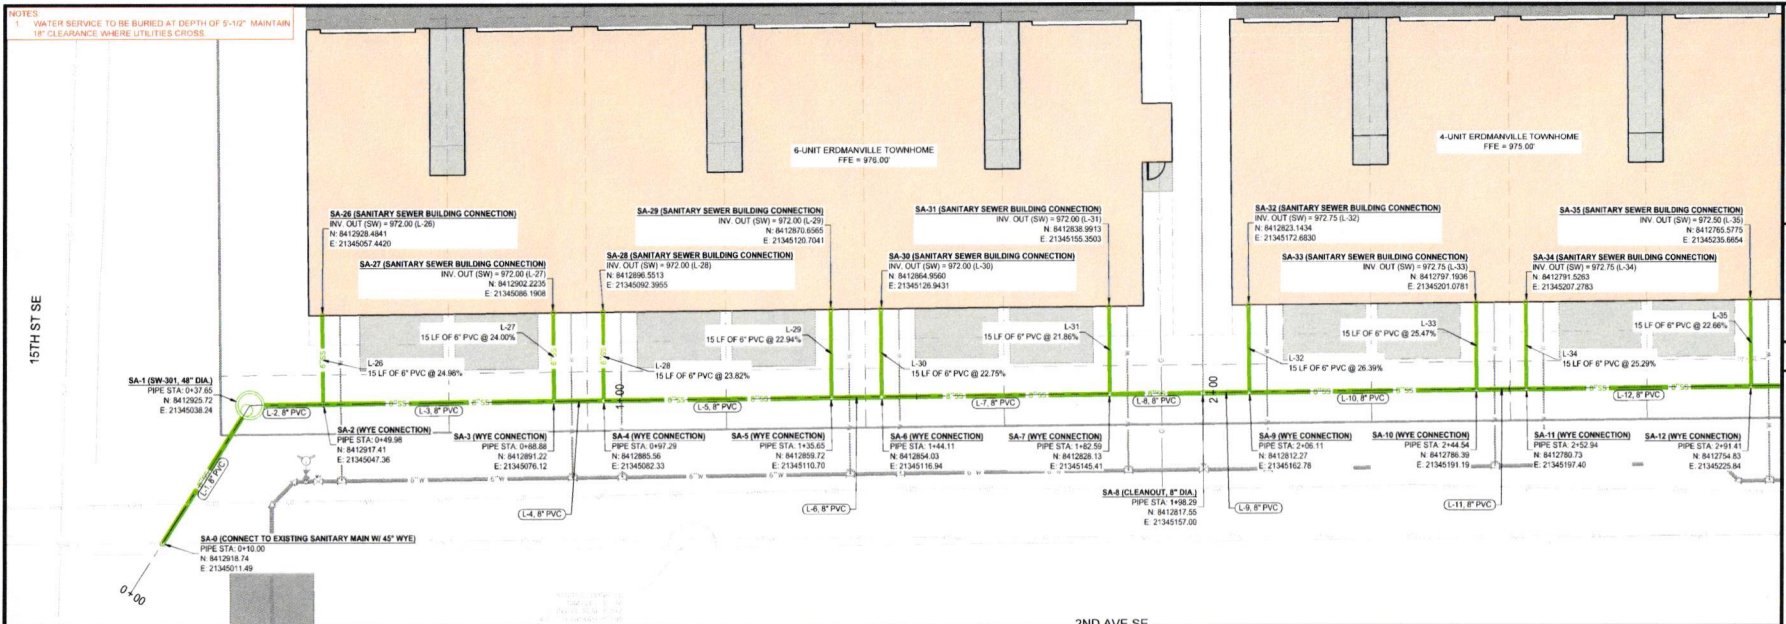 NOTES
1. WATER SERVICE TO BE BURIED AT DEPTH OF 5'-1/2" MAINTAIN
18" CLEARANCE WHERE UTILITIES CROSS.
6-UNIT ERDMANVILLE TOWNHOME
FFE = 976.00'
4-UNIT ERDMANVILLE TOWNHOME
FFE = 975.00'
SA-26 (SANITARY SEWER BUILDING CONNECTION)
INV. OUT (SW) = 972.00 (L-26)
N: 8412928.4841
E: 21345057.4420
SA-27 (SANITARY SEWER BUILDING CONNECTION)
INV. OUT (SW) = 972.00 (L-27)
N: 8412902.2235
E: 21345086.1908
SA-29 (SANITARY SEWER BUILDING CONNECTION)
INV. OUT (SW) = 972.00 (L-29)
N: 8412870.6565
E: 21345120.7041
SA-28 (SANITARY SEWER BUILDING CONNECTION)
INV. OUT (SW) = 972.00 (L-28)
N: 8412896.5513
E: 21345092.3955
SA-31 (SANITARY SEWER BUILDING CONNECTION)
INV. OUT (SW) = 972.00 (L-31)
N: 8412838.9913
E: 21345155.3503
SA-30 (SANITARY SEWER BUILDING CONNECTION)
INV. OUT (SW) = 972.00 (L-30)
N: 8412864.9560
E: 21345126.9431
SA-32 (SANITARY SEWER BUILDING CONNECTION)
INV. OUT (SW) = 972.75 (L-32)
N: 8412823.1434
E: 21345172.6830
SA-33 (SANITARY SEWER BUILDING CONNECTION)
INV. OUT (SW) = 972.75 (L-33)
N: 8412797.1936
E: 21345201.0781
SA-35 (SANITARY SEWER BUILDING CONNECTION)
INV. OUT (SW) = 972.50 (L-35)
N: 8412765.5775
E: 21345235.6654
SA-34 (SANITARY SEWER BUILDING CONNECTION)
INV. OUT (SW) = 972.75 (L-34)
N: 8412791.5263
E: 21345207.2783
15TH ST SE
L-26
15 LF OF 6" PVC @ 24.98%
L-27
15 LF OF 6" PVC @ 24.00%
L-28
15 LF OF 6" PVC @ 23.82%
L-29
15 LF OF 6" PVC @ 22.94%
L-30
15 LF OF 6" PVC @ 22.75%
L-31
15 LF OF 6" PVC @ 21.86%
L-32
15 LF OF 6" PVC @ 26.39%
L-33
15 LF OF 6" PVC @ 25.47%
L-34
15 LF OF 6" PVC @ 25.29%
L-35
15 LF OF 6" PVC @ 22.66%
SA-1 (SW-301, 48" DIA.)
PIPE STA: 0+37.65
N: 8412925.72
E: 21345038.24
L-1, 8" PVC
L-2, 8" PVC
L-3, 8" PVC
1+00
L-5, 8" PVC
L-7, 8" PVC
L-8, 8" PVC
2+00
L-10, 8" PVC
L-12, 8" PVC
8"SS
SA-2 (WYE CONNECTION)
PIPE STA: 0+49.98
N: 8412917.41
E: 21345047.36
SA-3 (WYE CONNECTION)
PIPE STA: 0+88.88
N: 8412891.22
E: 21345076.12
SA-4 (WYE CONNECTION)
PIPE STA: 0+97.29
N: 8412885.56
E: 21345082.33
SA-5 (WYE CONNECTION)
PIPE STA: 1+35.65
N: 8412859.72
E: 21345110.70
SA-6 (WYE CONNECTION)
PIPE STA: 1+44.11
N: 8412854.03
E: 21345116.94
SA-7 (WYE CONNECTION)
PIPE STA: 1+82.59
N: 8412828.13
E: 21345145.41
SA-9 (WYE CONNECTION)
PIPE STA: 2+06.11
N: 8412812.27
E: 21345162.78
SA-10 (WYE CONNECTION)
PIPE STA: 2+44.54
N: 8412786.39
E: 21345191.19
SA-11 (WYE CONNECTION)
PIPE STA: 2+52.94
N: 8412780.73
E: 21345197.40
SA-12 (WYE CONNECTION)
PIPE STA: 2+91.41
N: 8412754.83
E: 21345225.84
6"W
L-4, 8" PVC
L-6, 8" PVC
SA-8 (CLEANOUT, 8" DIA.)
PIPE STA: 1+98.29
N: 8412817.55
E: 21345157.00
L-9, 8" PVC
L-11, 8" PVC
SA-0 (CONNECT TO EXISTING SANITARY MAIN W/ 45° WYE)
PIPE STA: 0+10.00
N: 8412918.74
E: 21345011.49
0+00
2ND AVE SE